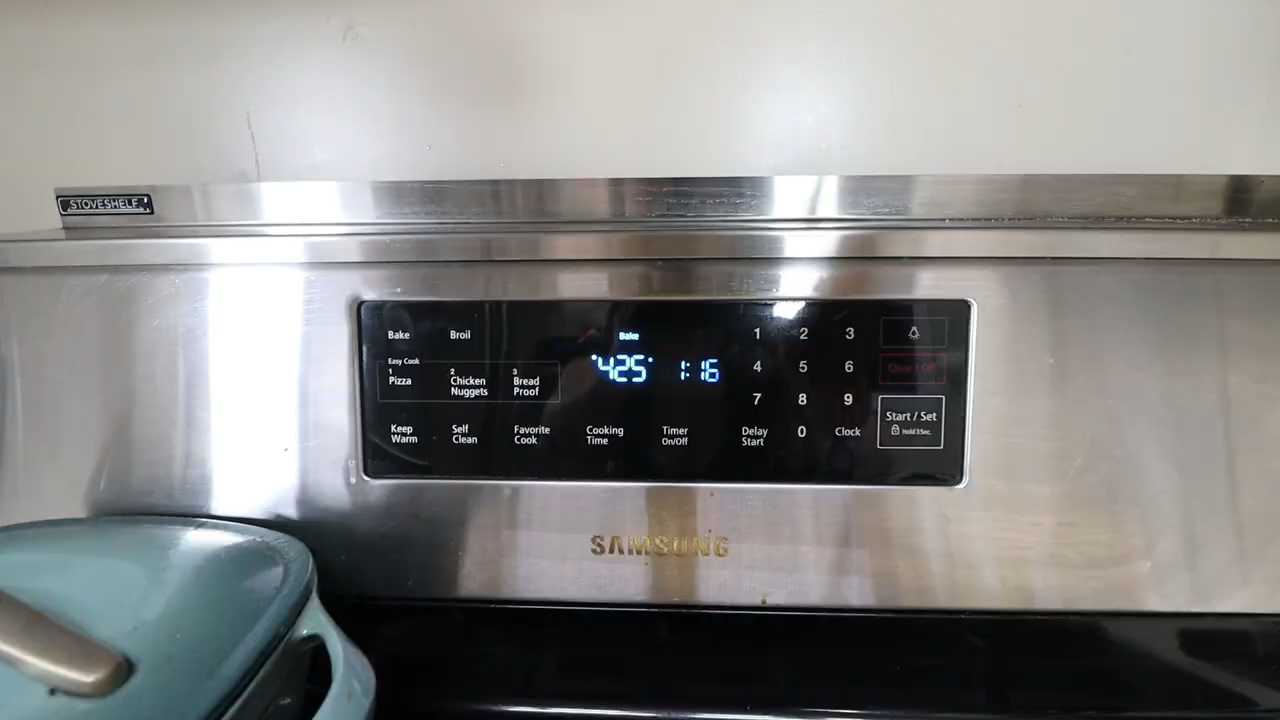 STOVESHELF
Bake
Broil
Bake
Easy Cook
1
Pizza
2
Chicken
Nuggets
3
Bread
Proof
425
1:16
Keep
Warm
Self
Clean
Favorite
Cook
Cooking
Time
Timer
On/Off
1 2 3
4 5 6
7 8 9
Delay
Start
0
Clock
Clear / Off
Start / Set
Hold 3 Sec.
SAMSUNG